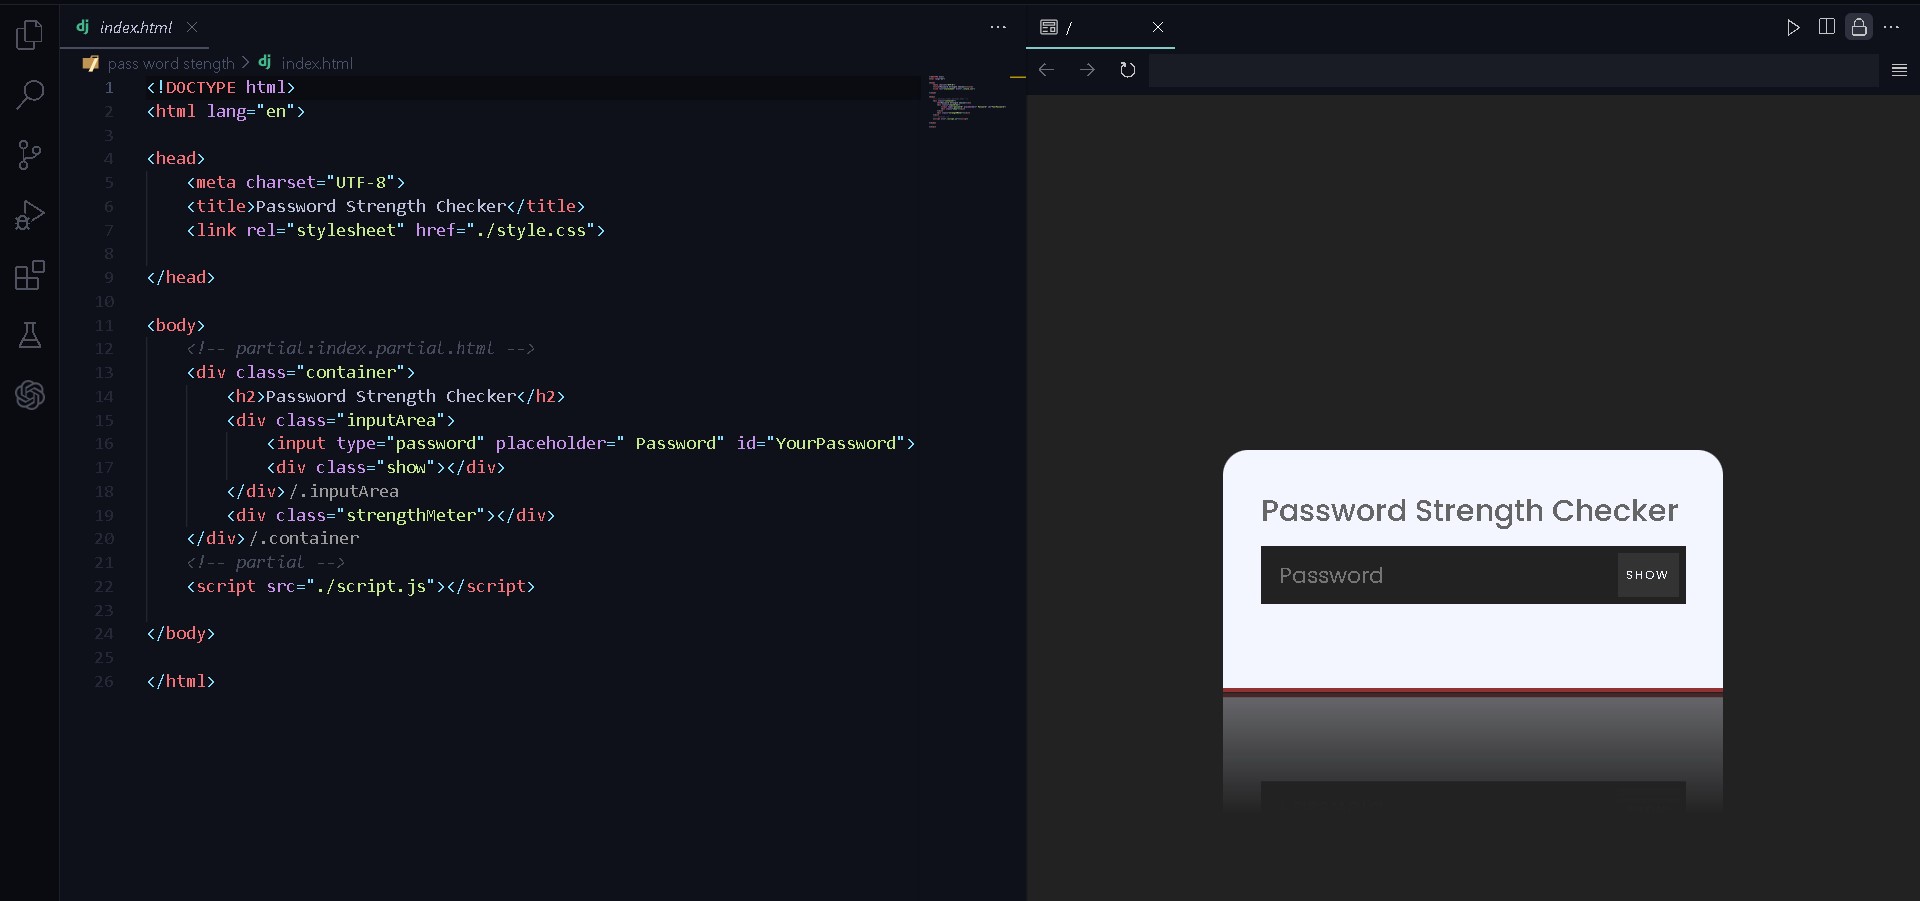 dj index.html
pass word stength > dj index.html
1 <!DOCTYPE html>
2 <html lang="en">
3
4 <head>
5 <meta charset="UTF-8">
6 <title>Password Strength Checker</title>
7 <link rel="stylesheet" href="./style.css">
8
9 </head>
10
11 <body>
12 <!-- partial:index.partial.html -->
13 <div class="container">
14 <h2>Password Strength Checker</h2>
15 <div class="inputArea">
16 <input type="password" placeholder=" Password" id="YourPassword">
17 <div class="show"></div>
18 </div>/.inputArea
19 <div class="strengthMeter"></div>
20 </div>/.container
21 <!-- partial -->
22 <script src="./script.js"></script>
23
24 </body>
25
26 </html>
/
Password Strength Checker
Password
SHOW